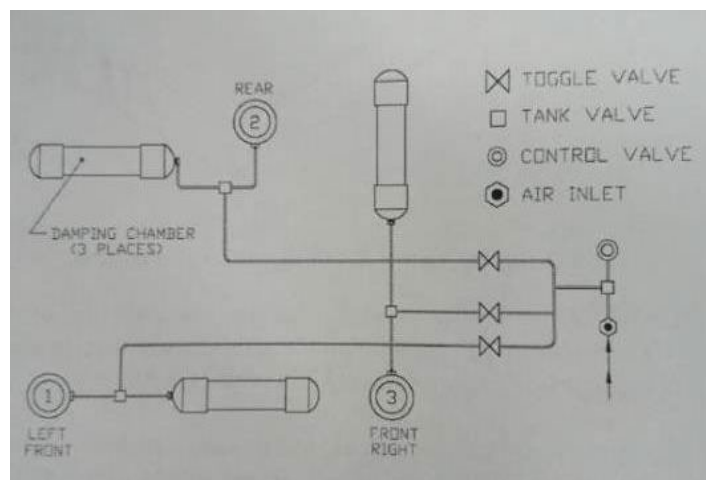 REAR
2
TOGGLE VALVE
TANK VALVE
CONTROL VALVE
AIR INLET
DAMPING CHAMBER
(3 PLACES)
1
LEFT
FRONT
3
FRONT
RIGHT